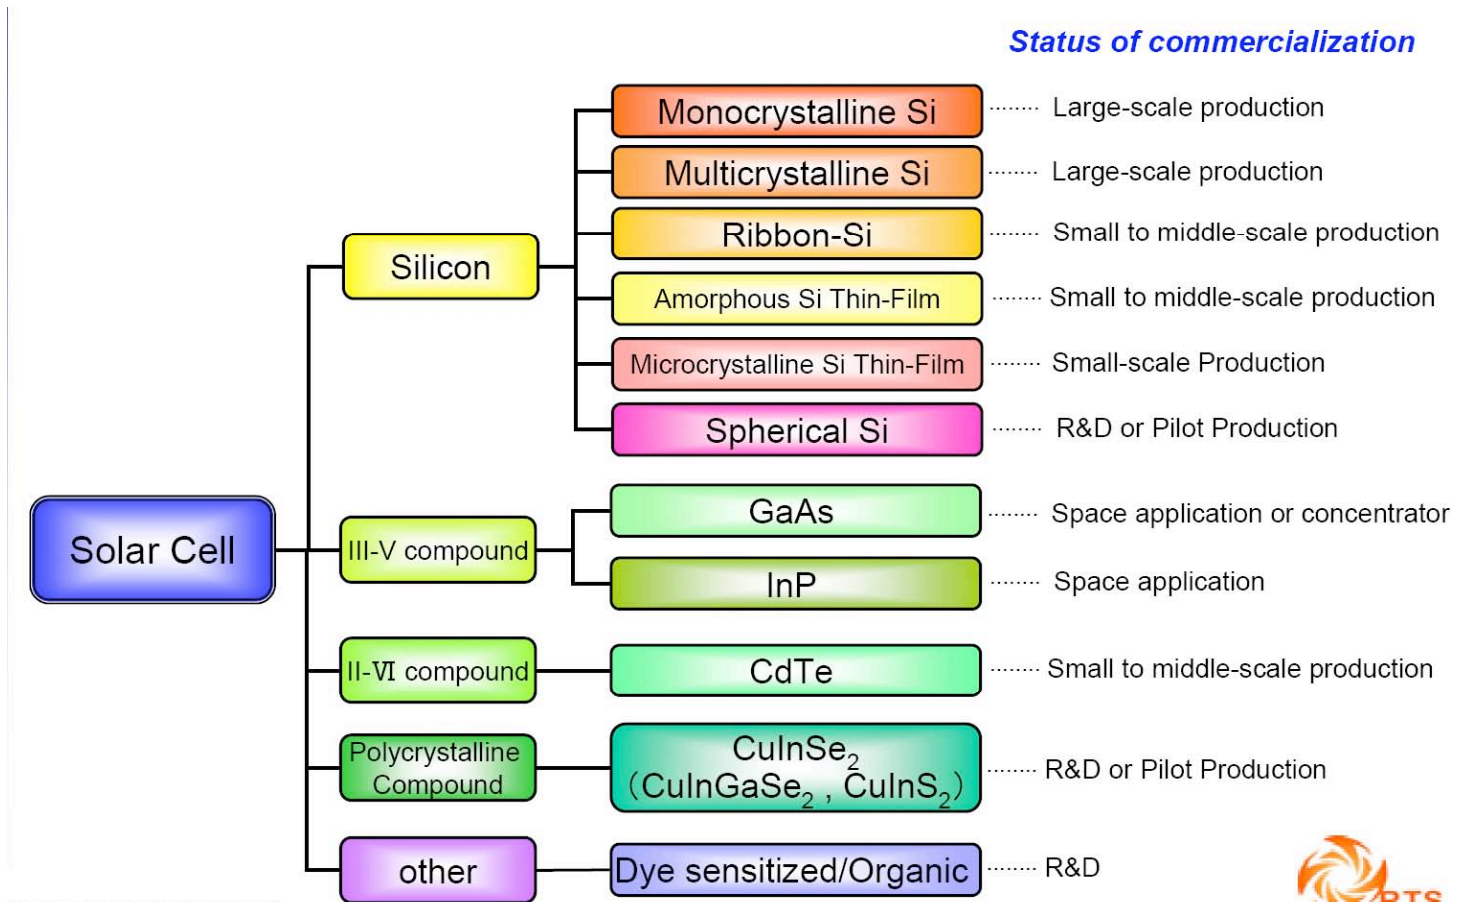 Status of commercialization
Monocrystalline Si ········ Large-scale production
Multicrystalline Si ········ Large-scale production
Ribbon-Si ········ Small to middle-scale production
Silicon
Amorphous Si Thin-Film ········ Small to middle-scale production
Microcrystalline Si Thin-Film ········ Small-scale Production
Spherical Si ········ R&D or Pilot Production
Solar Cell
III-V compound
GaAs ········ Space application or concentrator
InP ········ Space application
II-VI compound
CdTe ········ Small to middle-scale production
Polycrystalline
Compound
CuInSe₂
(CuInGaSe₂ , CuInS₂) ········ R&D or Pilot Production
other
Dye sensitized/Organic ········ R&D
RTS